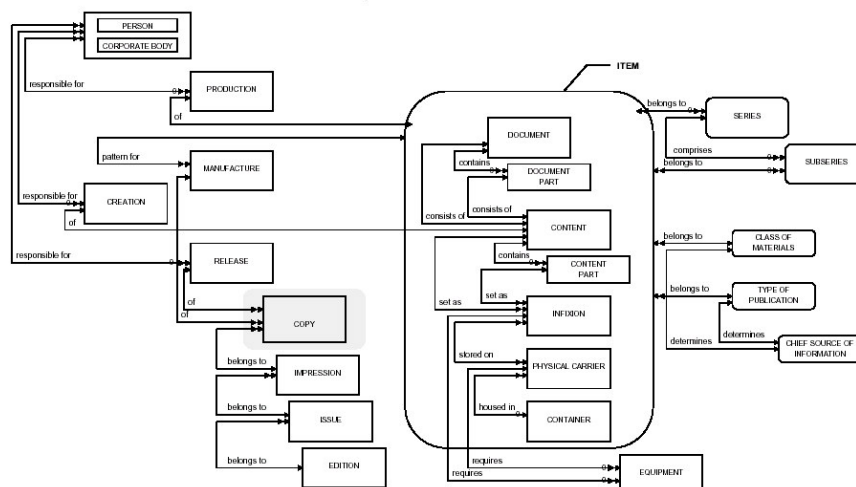 PERSON
CORPORATE BODY
ITEM
responsible for
PRODUCTION
of
belongs to
SERIES
comprises
belongs to
SUBSERIES
DOCUMENT
contains
DOCUMENT
PART
pattern for
MANUFACTURE
responsible for
CREATION
of
consists of
consists of
CONTENT
contains
CONTENT
PART
belongs to
CLASS OF
MATERIALS
responsible for
RELEASE
of
of
COPY
set as
set as
INFIXION
belongs to
TYPE OF
PUBLICATION
determines
determines
CHIEF SOURCE OF
INFORMATION
belongs to
IMPRESSION
stored on
PHYSICAL CARRIER
belongs to
ISSUE
housed in
CONTAINER
belongs to
EDITION
requires
requires
EQUIPMENT